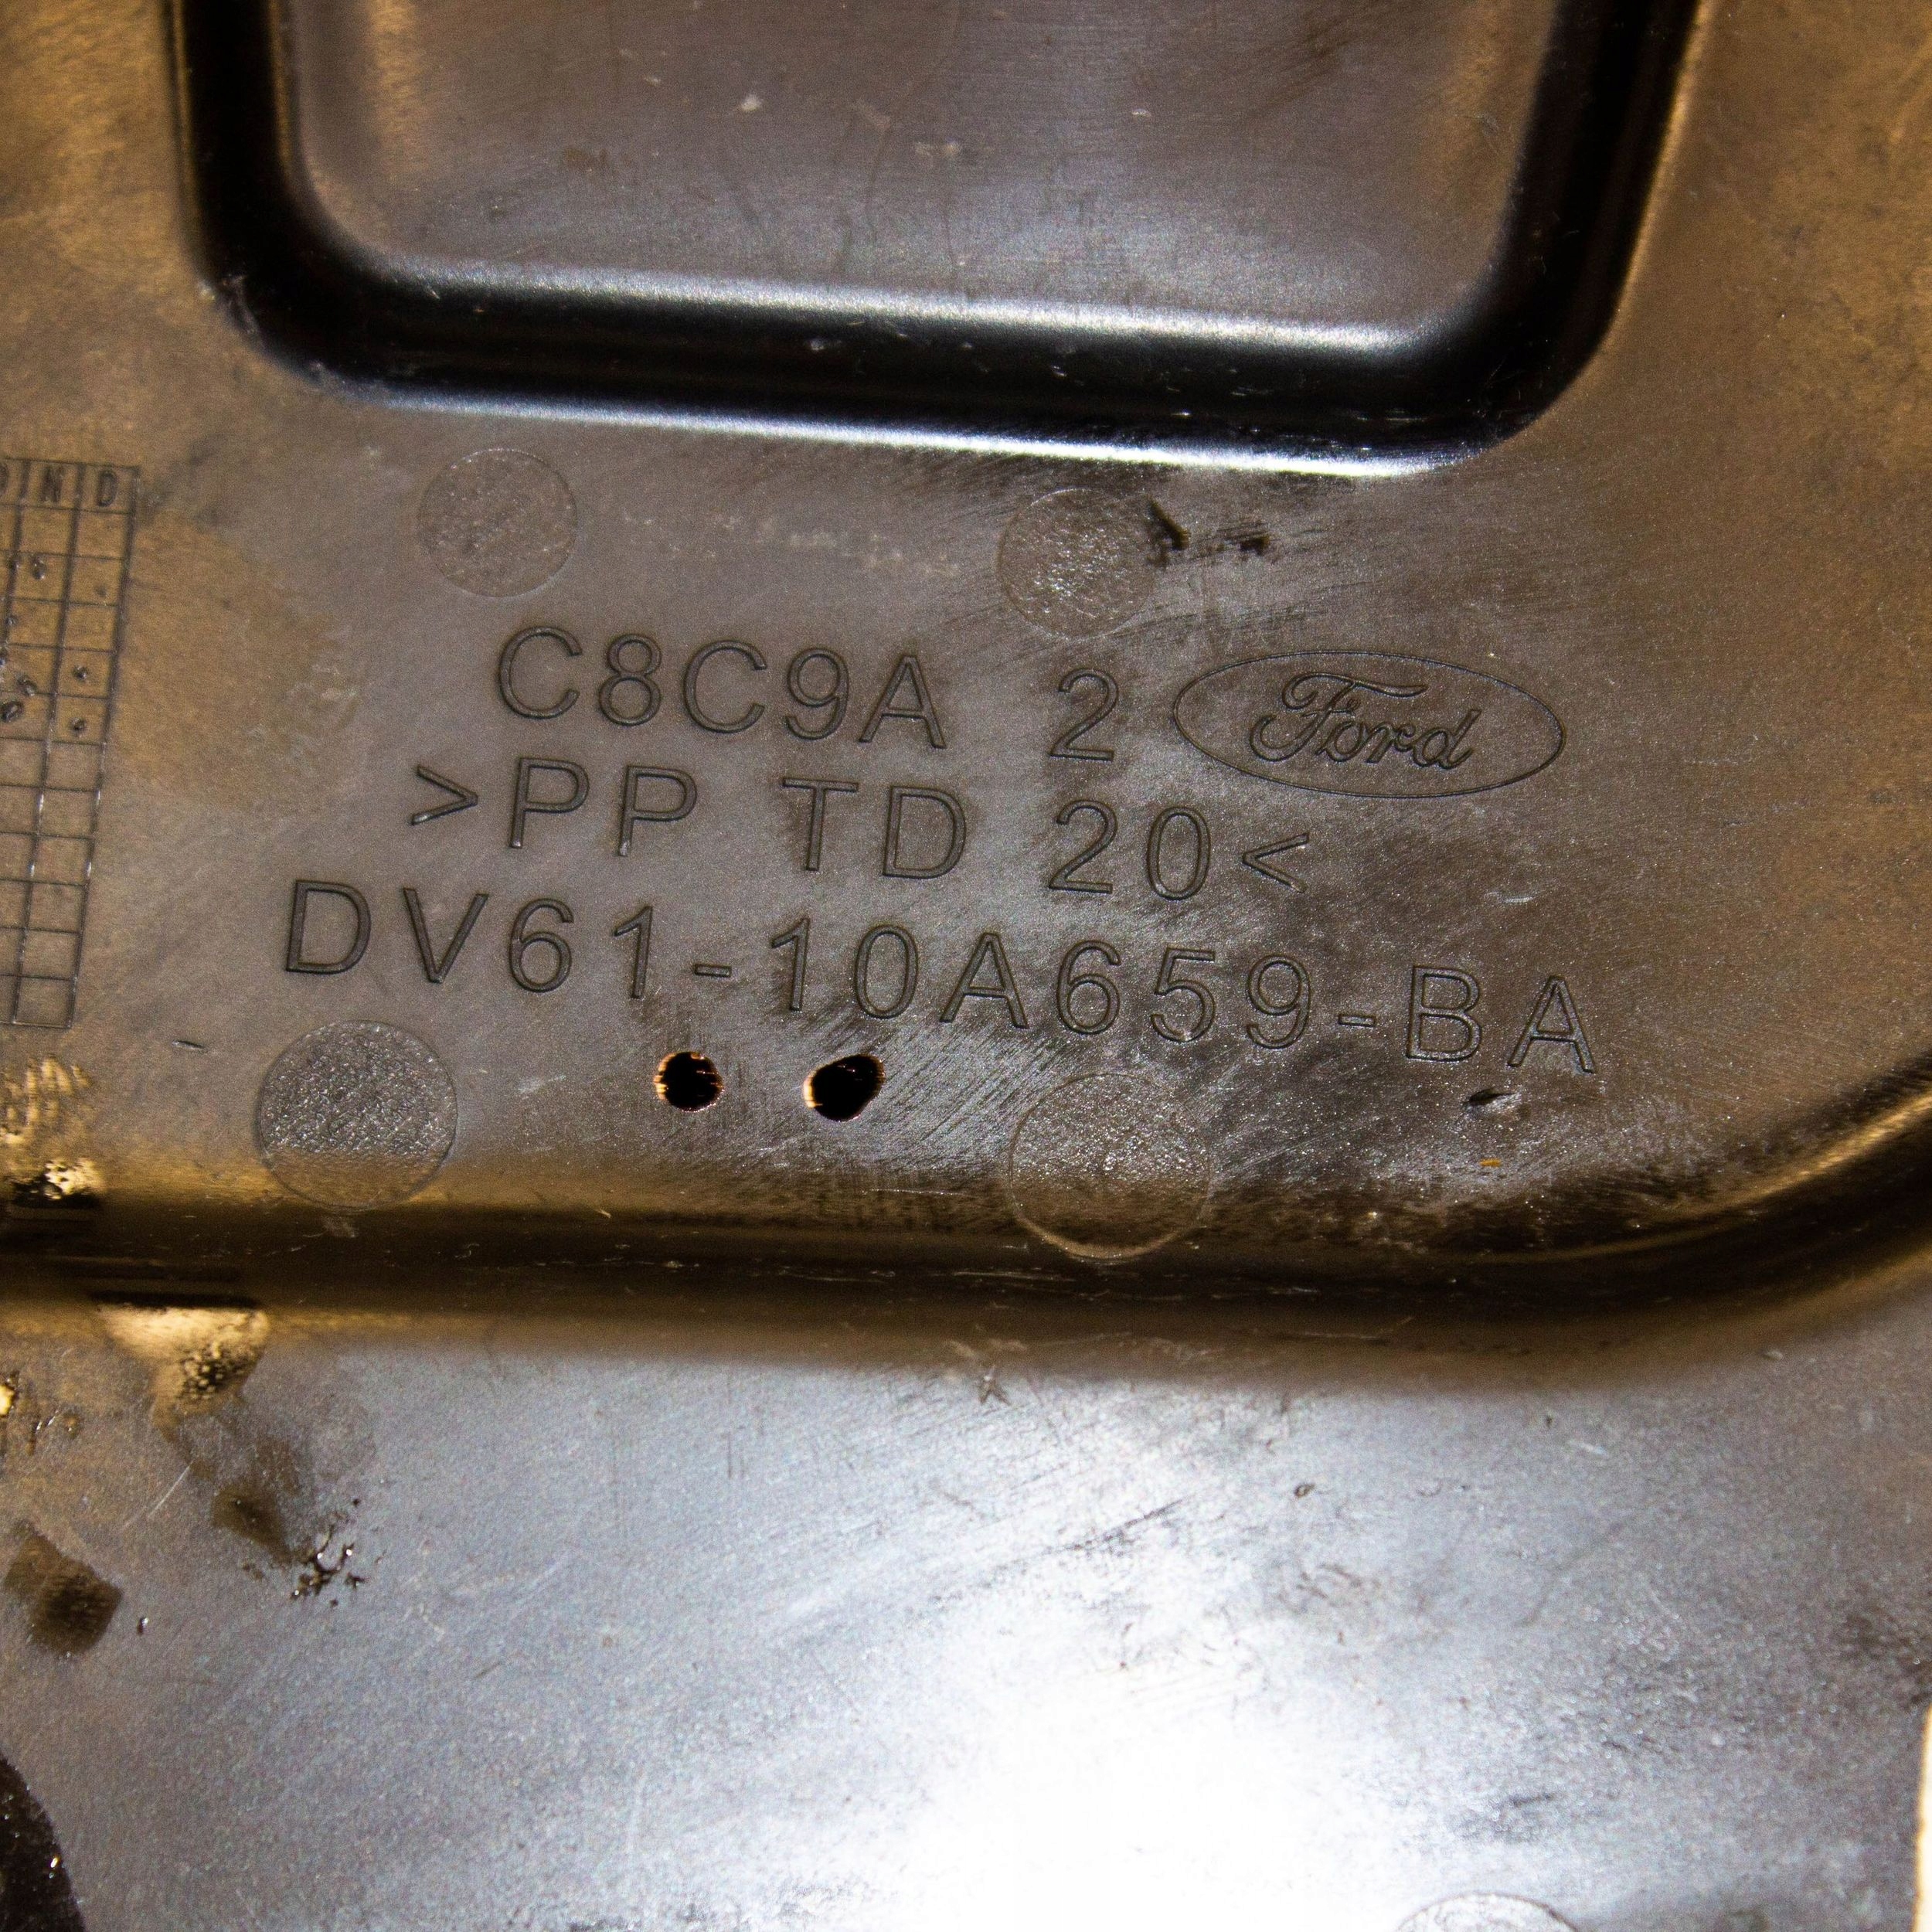 N D
C8C9A 2 Ford
>PP TD 20<
DV61-10A659-BA